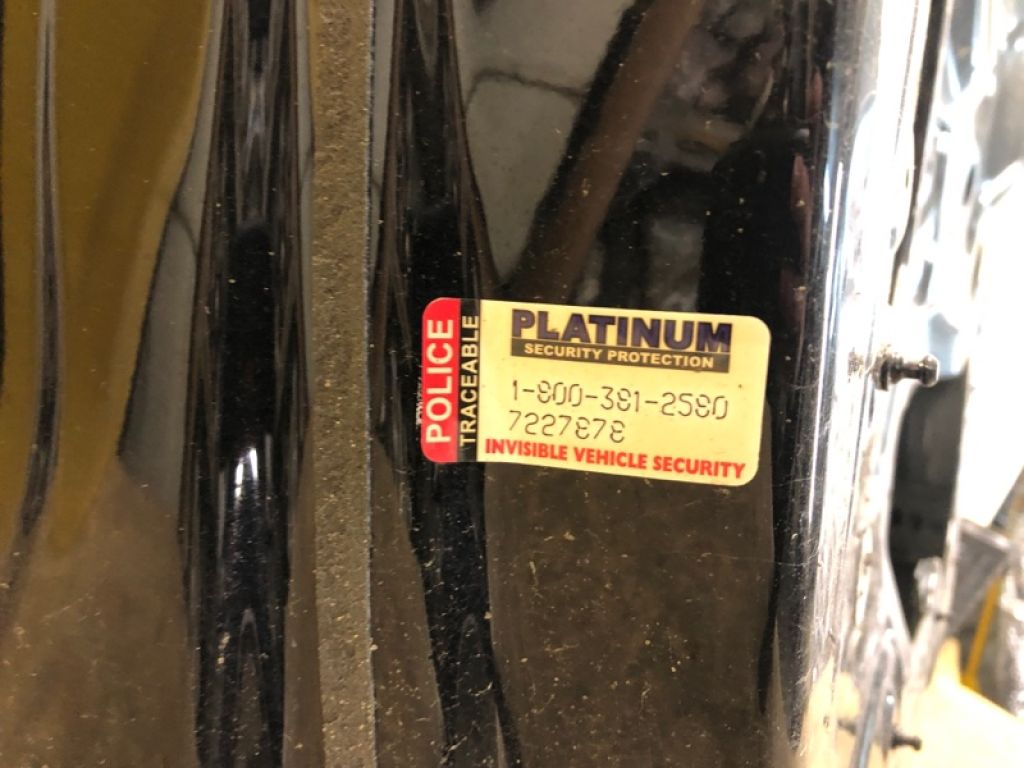 POLICE
TRACEABLE
PLATINUM
SECURITY PROTECTION
1-800-381-2580
7227878
INVISIBLE VEHICLE SECURITY